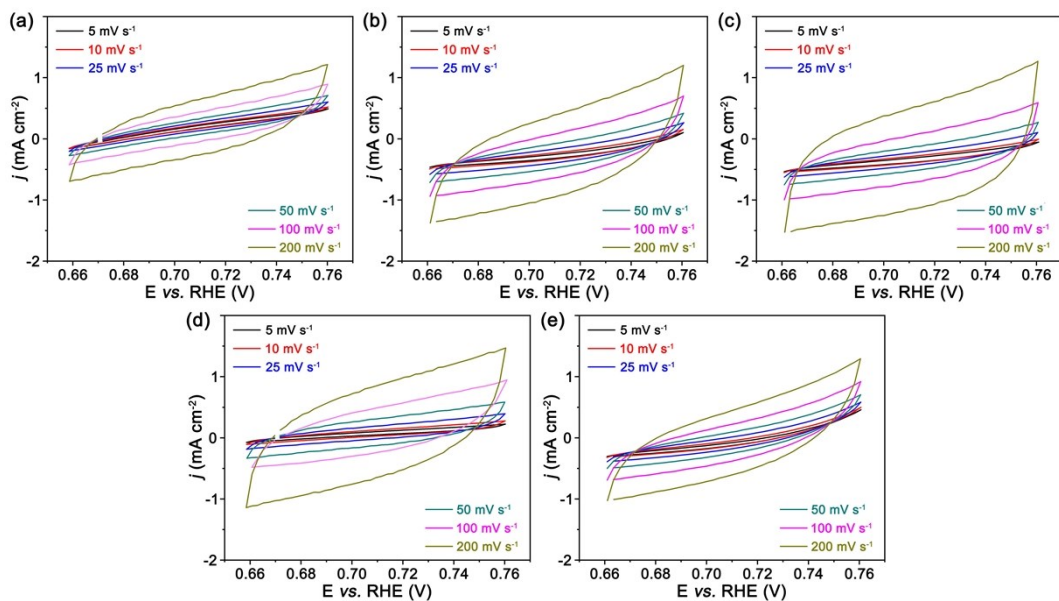 (a)
5 mV s⁻¹
10 mV s⁻¹
25 mV s⁻¹
50 mV s⁻¹
100 mV s⁻¹
200 mV s⁻¹
j (mA cm⁻²)
1
0
-1
-2
0.66 0.68 0.70 0.72 0.74 0.76
E vs. RHE (V)
(b)
5 mV s⁻¹
10 mV s⁻¹
25 mV s⁻¹
50 mV s⁻¹
100 mV s⁻¹
200 mV s⁻¹
j (mA cm⁻²)
1
0
-1
-2
0.66 0.68 0.70 0.72 0.74 0.76
E vs. RHE (V)
(c)
5 mV s⁻¹
10 mV s⁻¹
25 mV s⁻¹
50 mV s⁻¹
100 mV s⁻¹
200 mV s⁻¹
j (mA cm⁻²)
1
0
-1
-2
0.66 0.68 0.70 0.72 0.74 0.76
E vs. RHE (V)
(d)
5 mV s⁻¹
10 mV s⁻¹
25 mV s⁻¹
50 mV s⁻¹
100 mV s⁻¹
200 mV s⁻¹
j (mA cm⁻²)
1
0
-1
-2
0.66 0.68 0.70 0.72 0.74 0.76
E vs. RHE (V)
(e)
5 mV s⁻¹
10 mV s⁻¹
25 mV s⁻¹
50 mV s⁻¹
100 mV s⁻¹
200 mV s⁻¹
j (mA cm⁻²)
1
0
-1
-2
0.66 0.68 0.70 0.72 0.74 0.76
E vs. RHE (V)